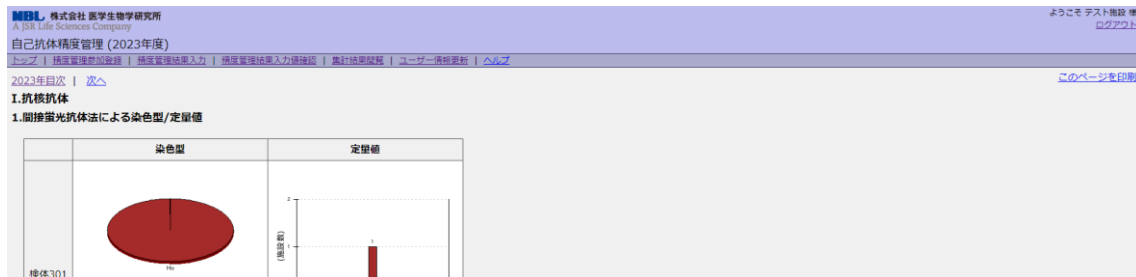 MBL 株式会社 医学生物学研究所
A JSR Life Sciences Company
ようこそ テスト施設 様
ログアウト
自己抗体精度管理 (2023年度)
トップ | 精度管理参加登録 | 精度管理結果入力 | 精度管理結果入力値確認 | 集計結果閲覧 | ユーザー情報更新 | ヘルプ
2023年目次 | 次へ
このページを印刷
I.抗核抗体
1.間接蛍光抗体法による染色型/定量値
染色型
定量値
2
(施設数)
1
1
Ho
検体301